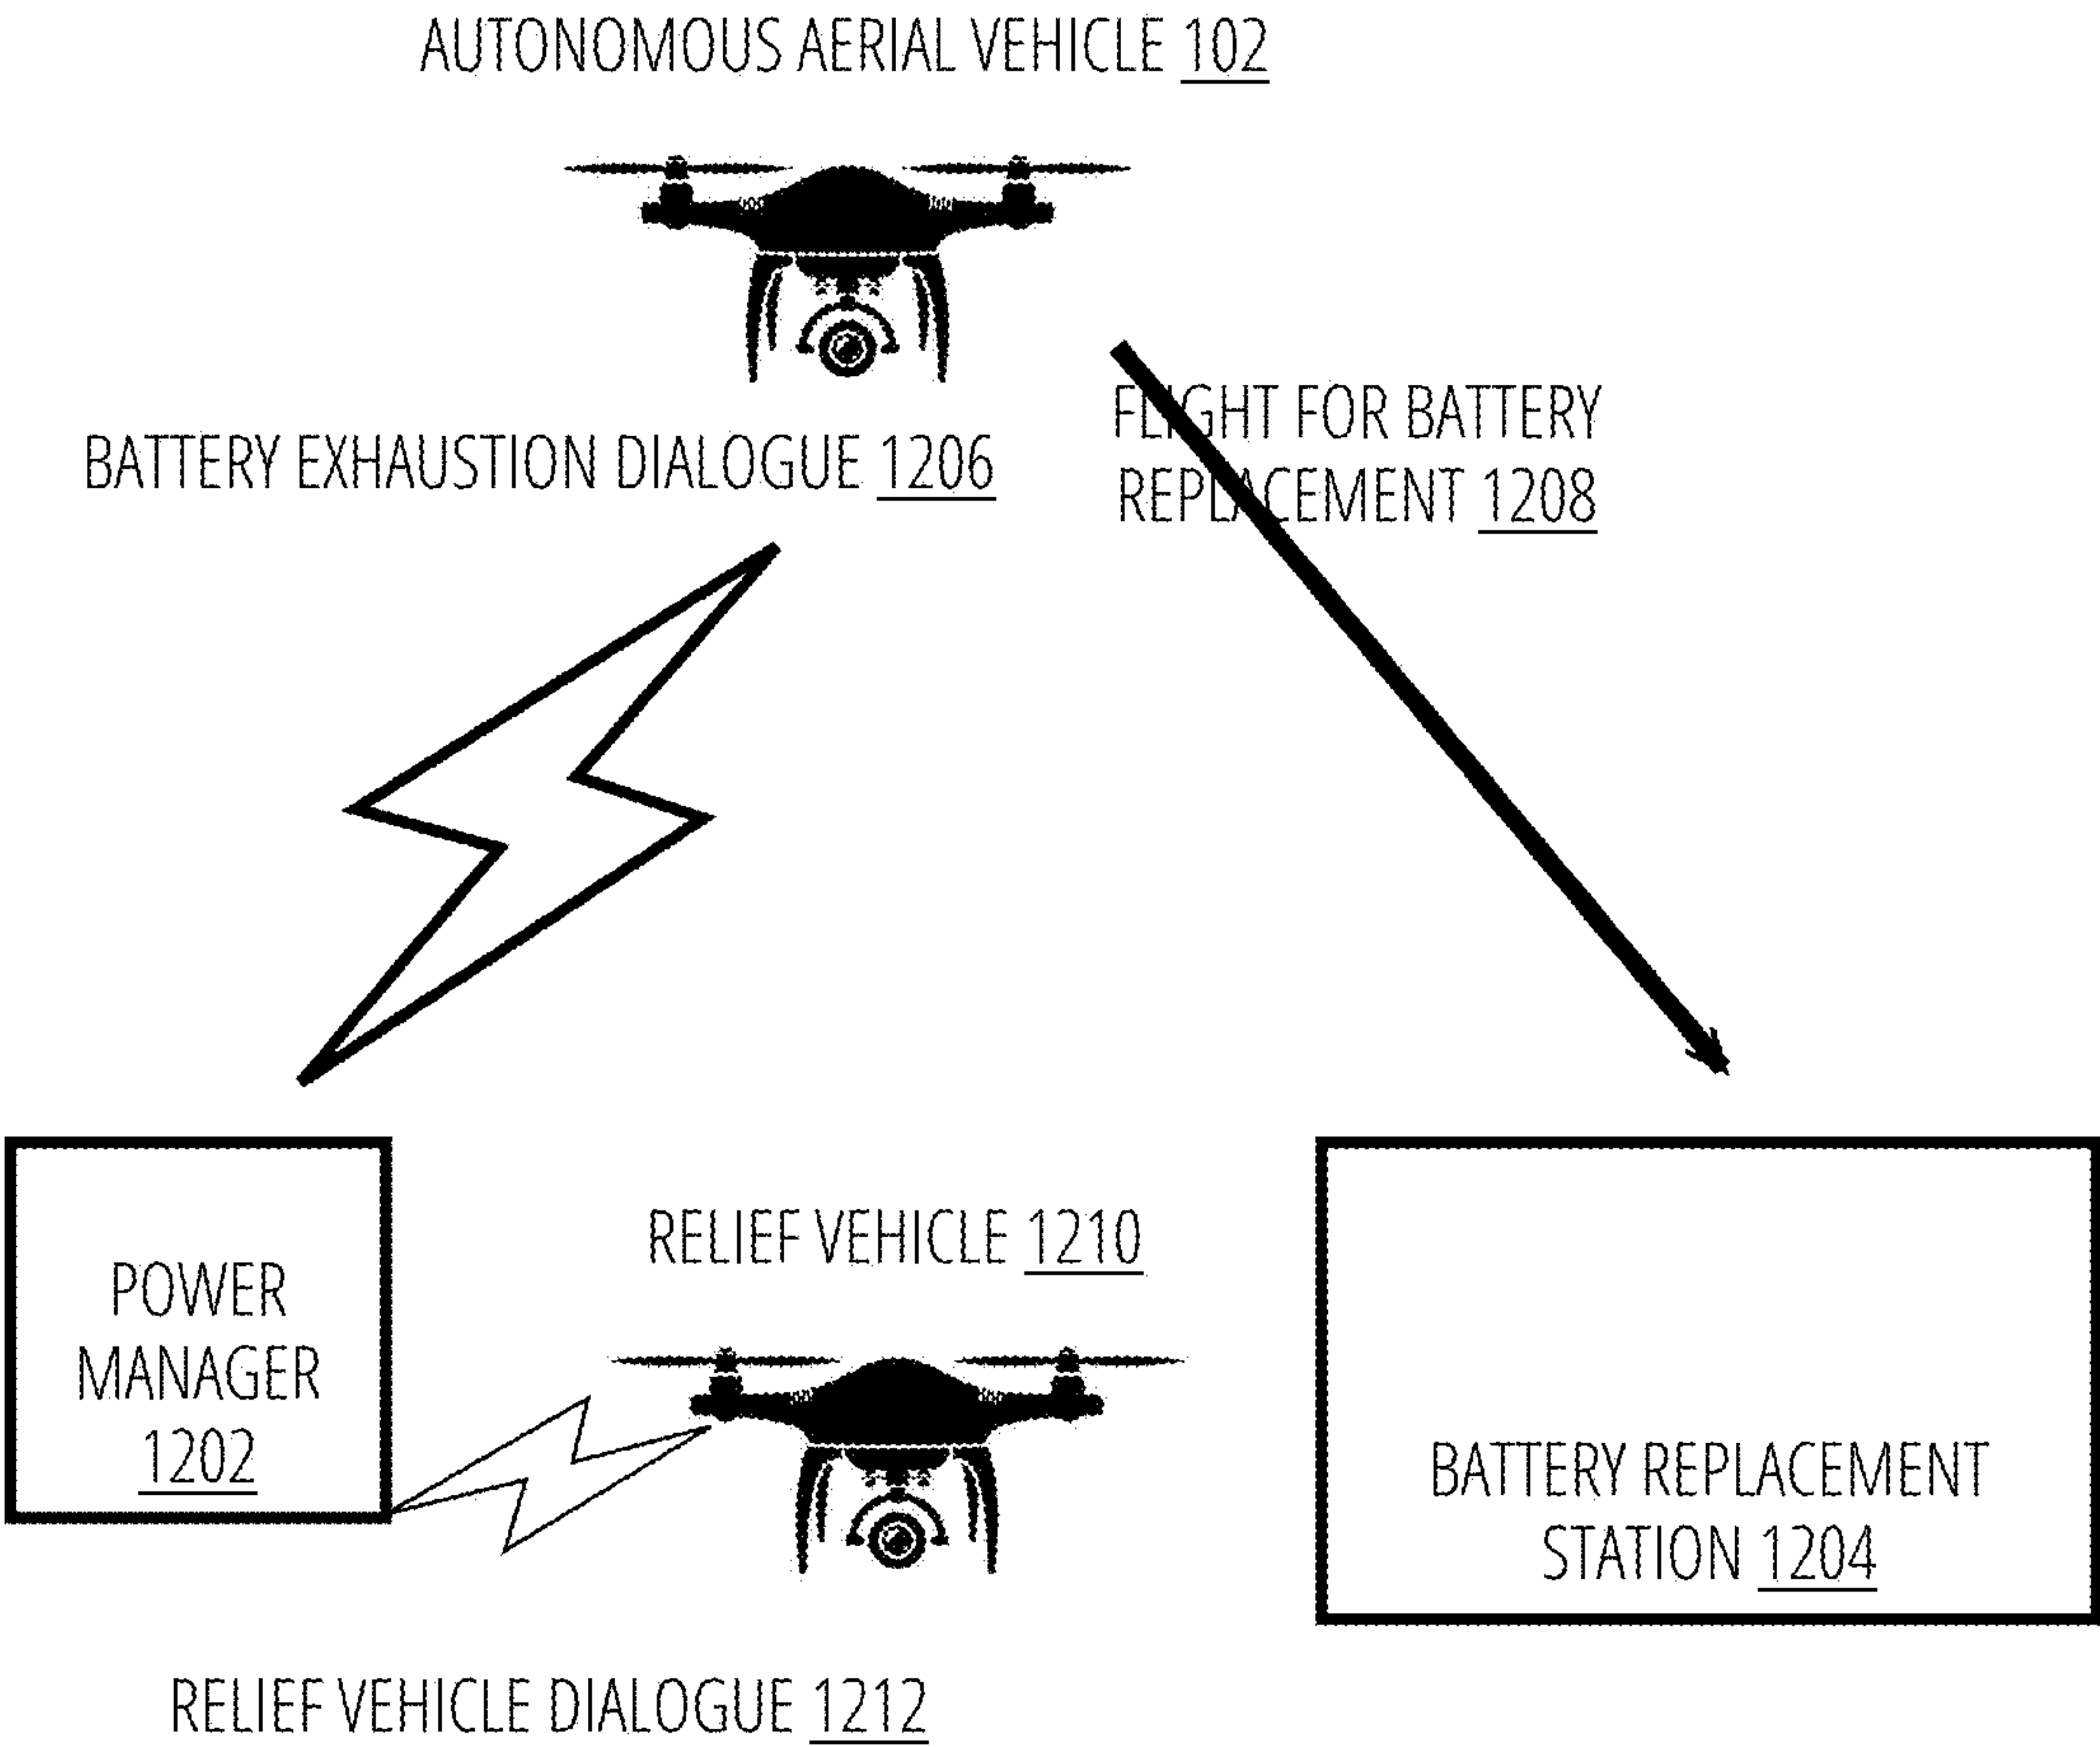 AUTONOMOUS AERIAL VEHICLE 102
FLIGHT FOR BATTERY
REPLACEMENT 1208
BATTERY EXHAUSTION DIALOGUE 1206
RELIEF VEHICLE 1210
POWER
MANAGER
1202
BATTERY REPLACEMENT
STATION 1204
RELIEF VEHICLE DIALOGUE 1212